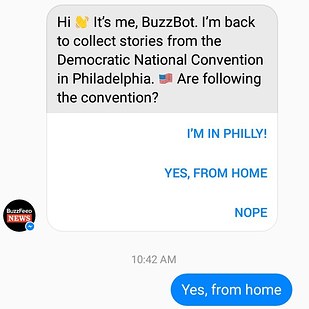 Hi 👋 It's me, BuzzBot. I'm back
to collect stories from the
Democratic National Convention
in Philadelphia. 🇺🇸 Are following
the convention?
I'M IN PHILLY!
YES, FROM HOME
NOPE
BuzzFeed
NEWS
10:42 AM
Yes, from home